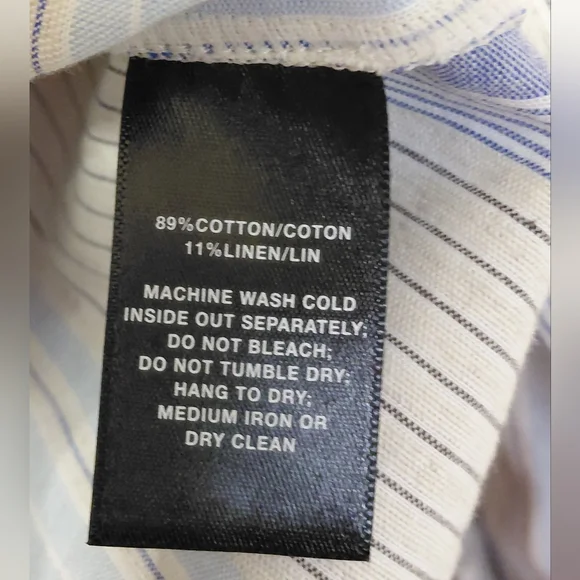 89%COTTON/COTON
11%LINEN/LIN
MACHINE WASH COLD
INSIDE OUT SEPARATELY;
DO NOT BLEACH;
DO NOT TUMBLE DRY;
HANG TO DRY;
MEDIUM IRON OR
DRY CLEAN